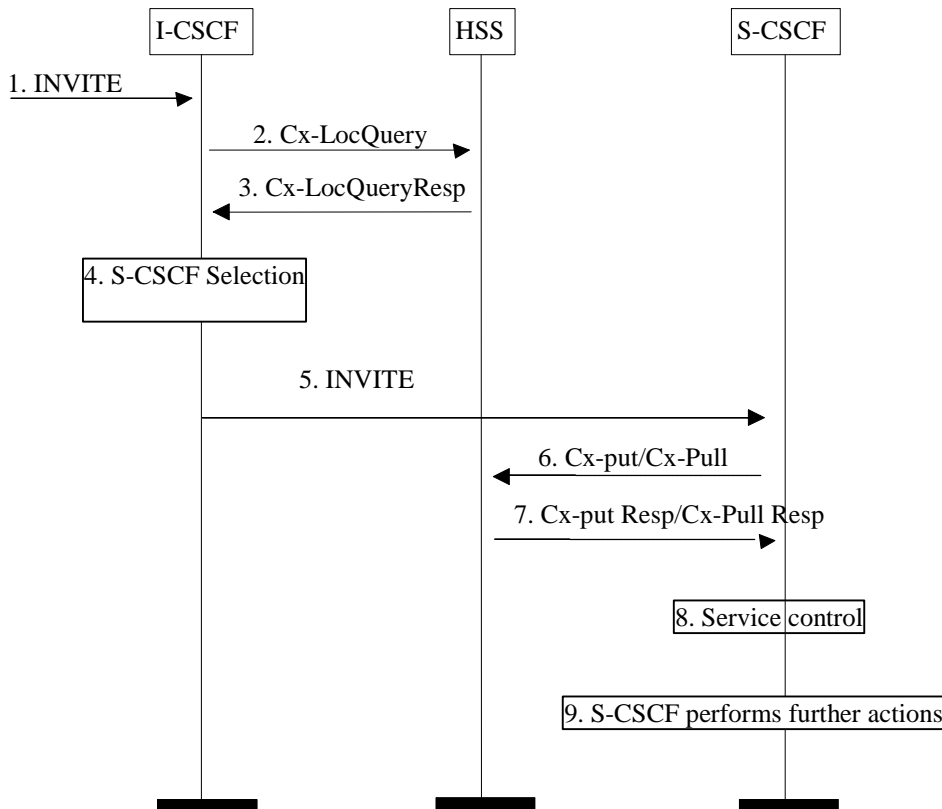 I-CSCF
HSS
S-CSCF
1. INVITE
2. Cx-LocQuery
3. Cx-LocQueryResp
4. S-CSCF Selection
5. INVITE
6. Cx-put/Cx-Pull
7. Cx-put Resp/Cx-Pull Resp
8. Service control
9. S-CSCF performs further actions